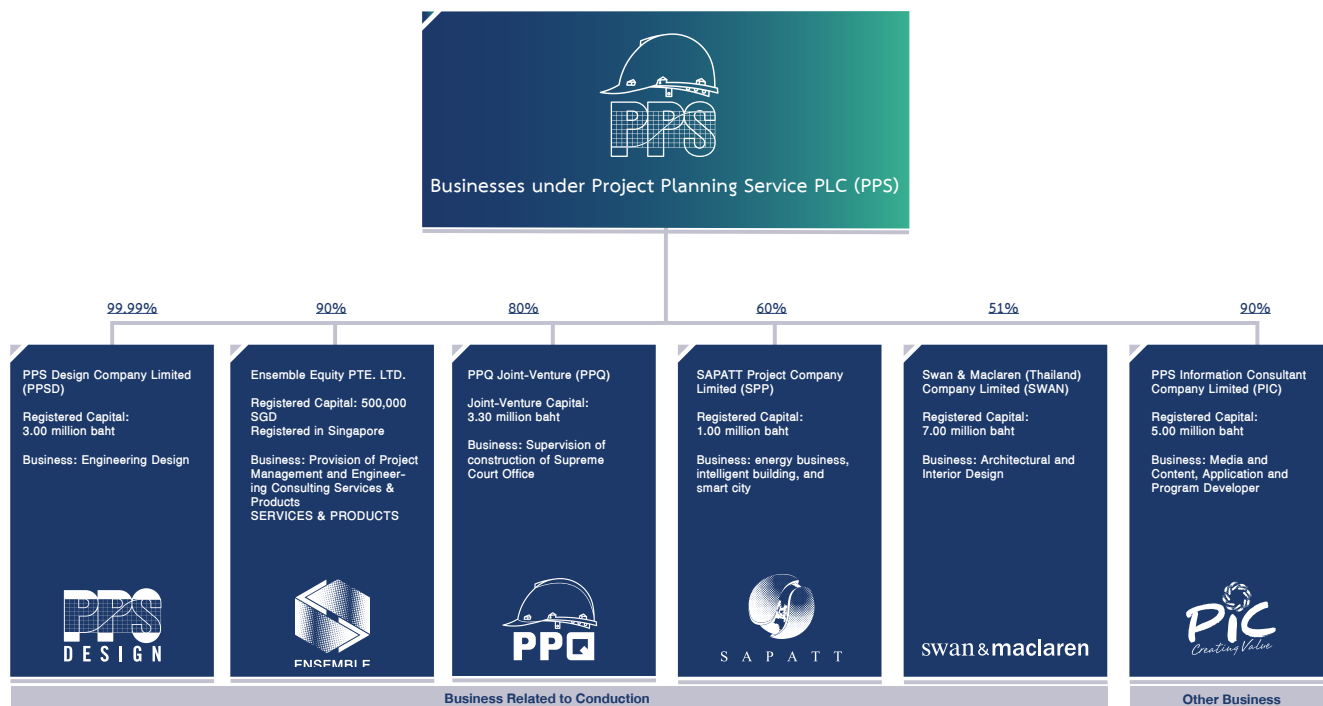 PPS
Businesses under Project Planning Service PLC (PPS)
99.99%
90%
80%
60%
51%
90%
PPS Design Company Limited
(PPSD)
Registered Capital:
3.00 million baht
Business: Engineering Design
PPS
DESIGN
Ensemble Equity PTE. LTD.
Registered Capital: 500,000
SGD
Registered in Singapore
Business: Provision of Project
Management and Engineer-
ing Consulting Services &
Products
SERVICES & PRODUCTS
ENSEMBLE
PPQ Joint-Venture (PPQ)
Joint-Venture Capital:
3.30 million baht
Business: Supervision of
construction of Supreme
Court Office
PPQ
SAPATT Project Company
Limited (SPP)
Registered Capital:
1.00 million baht
Business: energy business,
intelligent building, and
smart city
SAPATT
Swan & Maclaren (Thailand)
Company Limited (SWAN)
Registered Capital:
7.00 million baht
Business: Architectural and
Interior Design
swan&maclaren
PPS Information Consultant
Company Limited (PIC)
Registered Capital:
5.00 million baht
Business: Media and
Content, Application and
Program Developer
PiC
Creating Value
Business Related to Conduction
Other Business